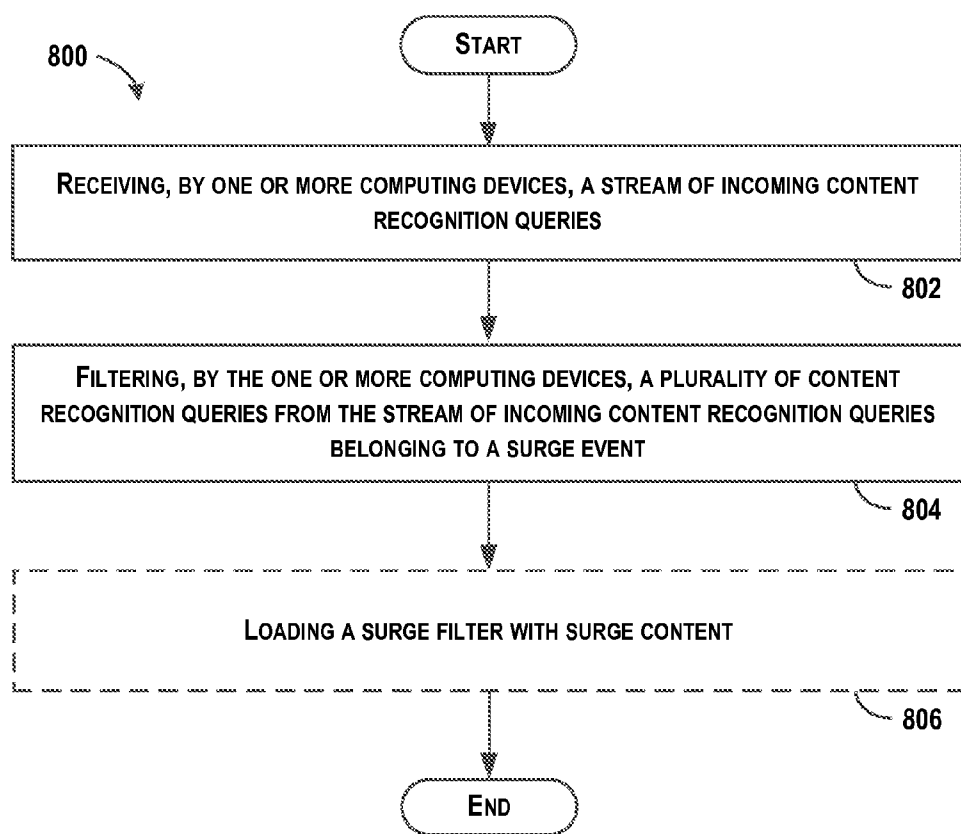 START
800
RECEIVING, BY ONE OR MORE COMPUTING DEVICES, A STREAM OF INCOMING CONTENT
RECOGNITION QUERIES
802
FILTERING, BY THE ONE OR MORE COMPUTING DEVICES, A PLURALITY OF CONTENT
RECOGNITION QUERIES FROM THE STREAM OF INCOMING CONTENT RECOGNITION QUERIES
BELONGING TO A SURGE EVENT
804
LOADING A SURGE FILTER WITH SURGE CONTENT
806
END